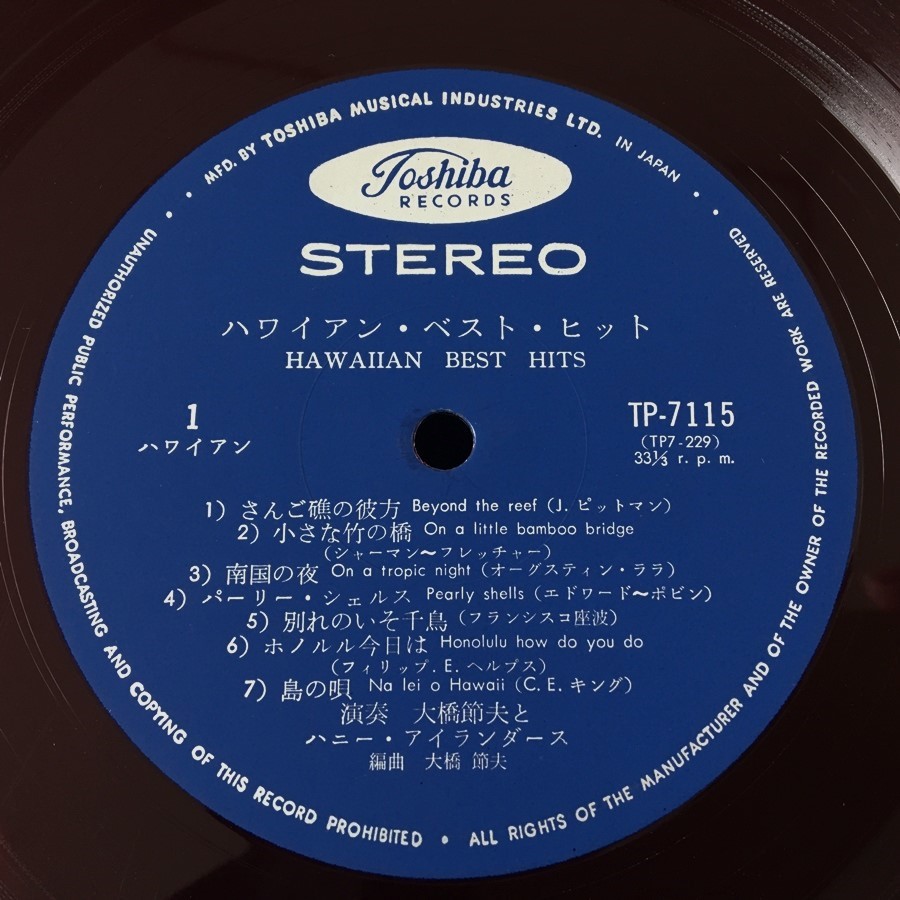 MFD. BY TOSHIBA MUSICAL INDUSTRIES LTD. IN JAPAN
Toshiba
RECORDS
STEREO
ハワイアン・ベスト・ヒット
HAWAIIAN BEST HITS
1
ハワイアン
TP-7115
(TP7-229)
33⅓ r. p. m.
1) さんご礁の彼方 Beyond the reef (J. ピットマン)
2) 小さな竹の橋 On a little bamboo bridge
(シャーマン〜フレッチャー)
3) 南国の夜 On a tropic night (オーグスティン・ララ)
4) パーリー・シェルス Pearly shells (エドワード〜ポビン)
5) 別れのいそ千鳥 (フランシスコ座波)
6) ホノルル今日は Honolulu how do you do
(フィリップ. E. ヘルプス)
7) 島の唄 Na lei o Hawaii (C. E. キング)
演奏 大橋節夫と
ハニー・アイランダース
編曲 大橋 節夫
UNAUTHORIZED PUBLIC PERFORMANCE, BROADCASTING AND COPYING OF THIS RECORD PROHIBITED • ALL RIGHTS OF THE MANUFACTURER AND OF THE OWNER OF THE RECORDED WORK ARE RESERVED